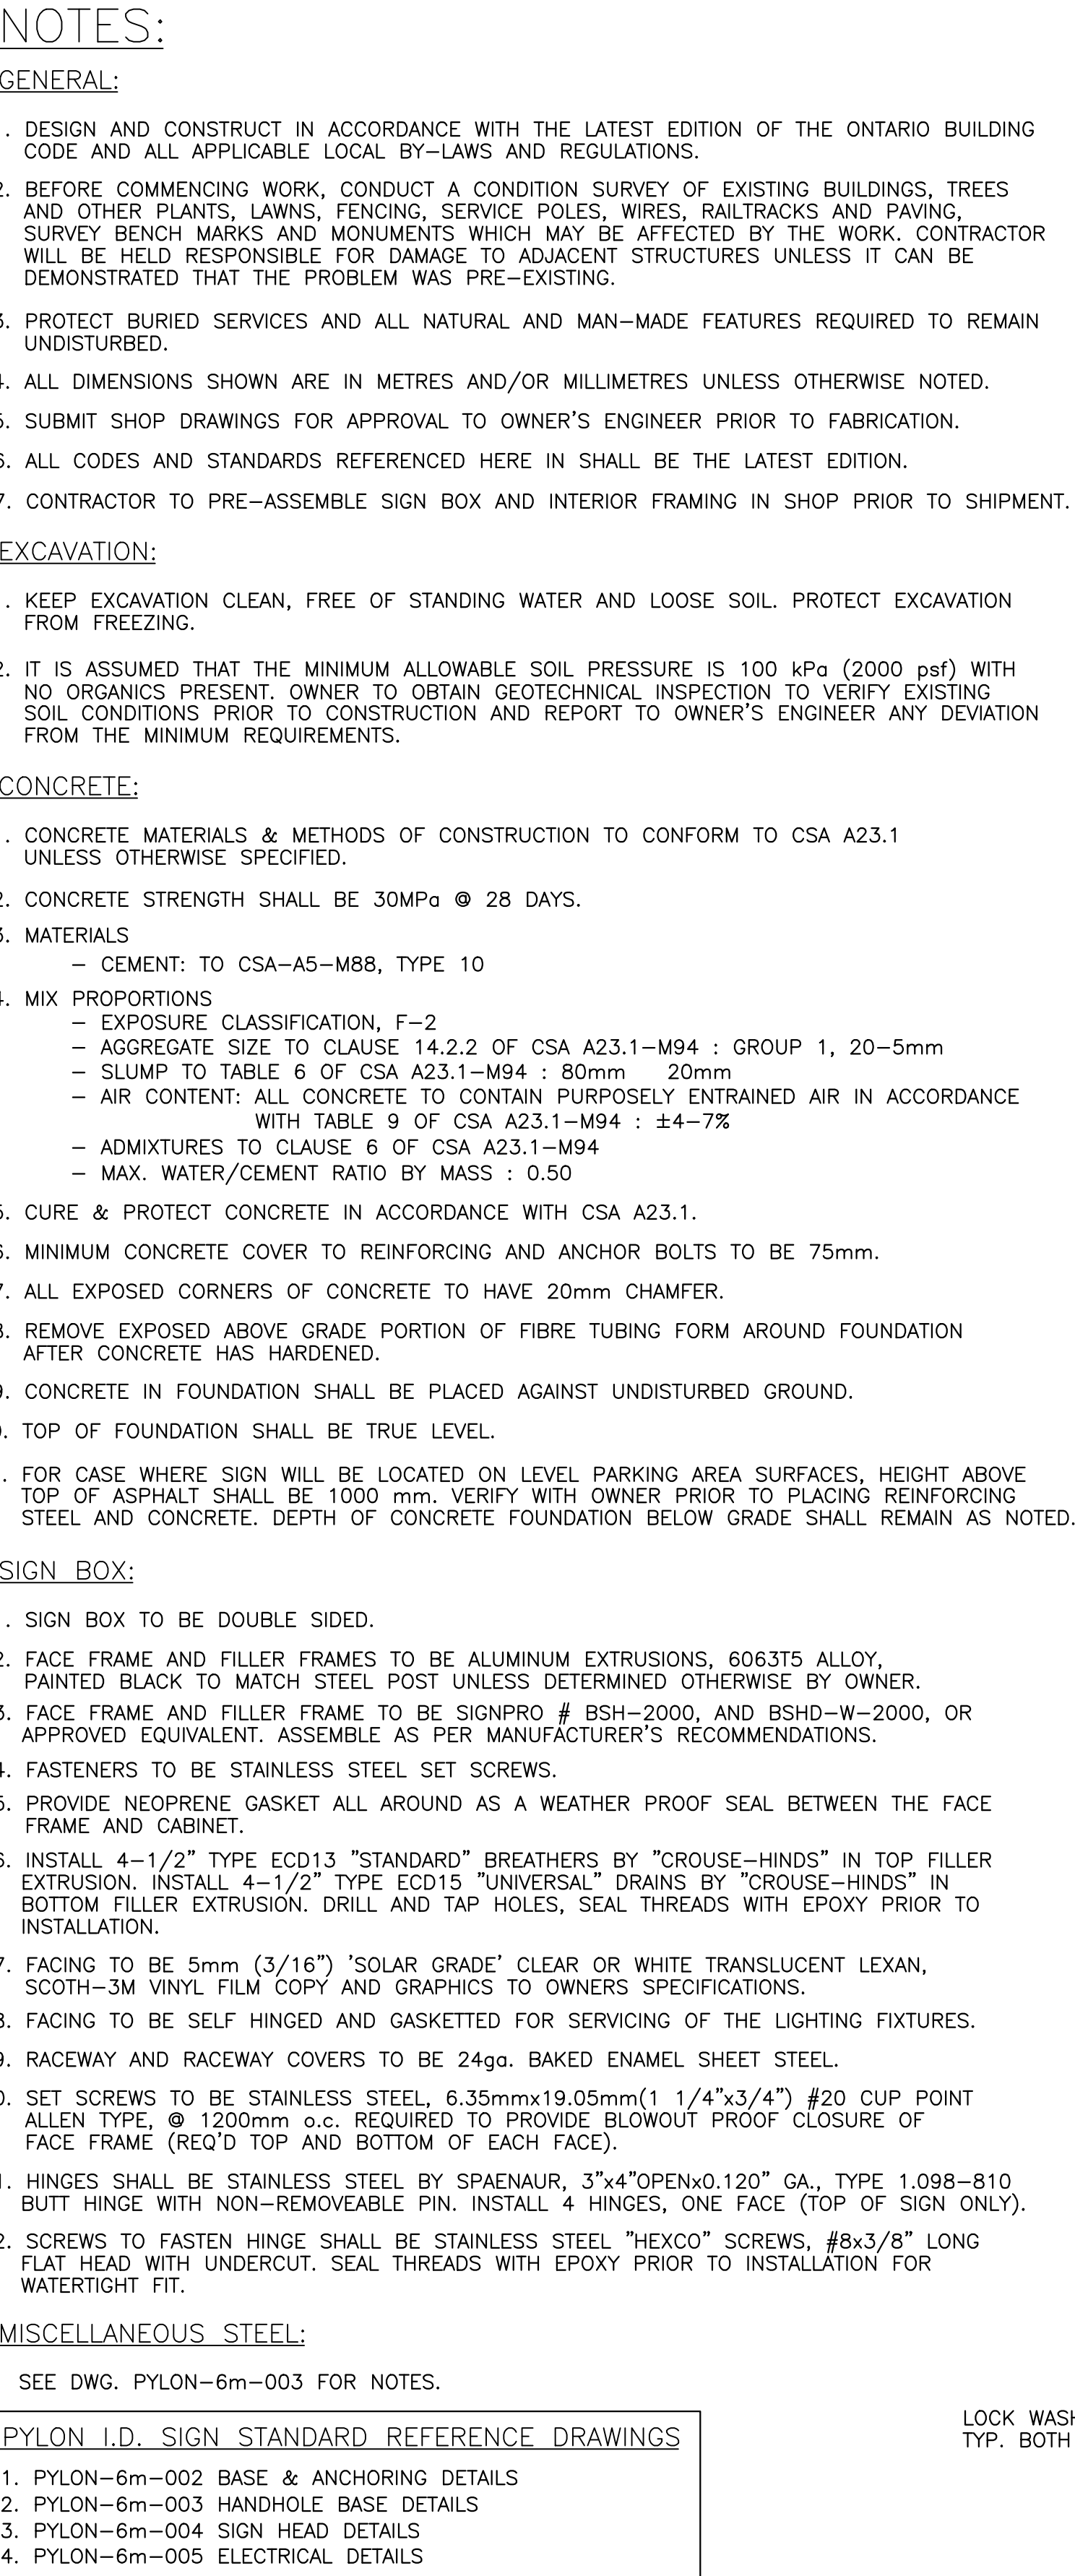 NOTES:
GENERAL:
. DESIGN AND CONSTRUCT IN ACCORDANCE WITH THE LATEST EDITION OF THE ONTARIO BUILDING
CODE AND ALL APPLICABLE LOCAL BY–LAWS AND REGULATIONS.
2. BEFORE COMMENCING WORK, CONDUCT A CONDITION SURVEY OF EXISTING BUILDINGS, TREES
AND OTHER PLANTS, LAWNS, FENCING, SERVICE POLES, WIRES, RAILTRACKS AND PAVING,
SURVEY BENCH MARKS AND MONUMENTS WHICH MAY BE AFFECTED BY THE WORK. CONTRACTOR
WILL BE HELD RESPONSIBLE FOR DAMAGE TO ADJACENT STRUCTURES UNLESS IT CAN BE
DEMONSTRATED THAT THE PROBLEM WAS PRE–EXISTING.
3. PROTECT BURIED SERVICES AND ALL NATURAL AND MAN–MADE FEATURES REQUIRED TO REMAIN
UNDISTURBED.
4. ALL DIMENSIONS SHOWN ARE IN METRES AND/OR MILLIMETRES UNLESS OTHERWISE NOTED.
5. SUBMIT SHOP DRAWINGS FOR APPROVAL TO OWNER'S ENGINEER PRIOR TO FABRICATION.
6. ALL CODES AND STANDARDS REFERENCED HERE IN SHALL BE THE LATEST EDITION.
7. CONTRACTOR TO PRE–ASSEMBLE SIGN BOX AND INTERIOR FRAMING IN SHOP PRIOR TO SHIPMENT.
EXCAVATION:
. KEEP EXCAVATION CLEAN, FREE OF STANDING WATER AND LOOSE SOIL. PROTECT EXCAVATION
FROM FREEZING.
2. IT IS ASSUMED THAT THE MINIMUM ALLOWABLE SOIL PRESSURE IS 100 kPa (2000 psf) WITH
NO ORGANICS PRESENT. OWNER TO OBTAIN GEOTECHNICAL INSPECTION TO VERIFY EXISTING
SOIL CONDITIONS PRIOR TO CONSTRUCTION AND REPORT TO OWNER'S ENGINEER ANY DEVIATION
FROM THE MINIMUM REQUIREMENTS.
CONCRETE:
. CONCRETE MATERIALS & METHODS OF CONSTRUCTION TO CONFORM TO CSA A23.1
UNLESS OTHERWISE SPECIFIED.
2. CONCRETE STRENGTH SHALL BE 30MPa @ 28 DAYS.
3. MATERIALS
– CEMENT: TO CSA–A5–M88, TYPE 10
4. MIX PROPORTIONS
– EXPOSURE CLASSIFICATION, F–2
– AGGREGATE SIZE TO CLAUSE 14.2.2 OF CSA A23.1–M94 : GROUP 1, 20–5mm
– SLUMP TO TABLE 6 OF CSA A23.1–M94 : 80mm 20mm
– AIR CONTENT: ALL CONCRETE TO CONTAIN PURPOSELY ENTRAINED AIR IN ACCORDANCE
WITH TABLE 9 OF CSA A23.1–M94 : ±4–7%
– ADMIXTURES TO CLAUSE 6 OF CSA A23.1–M94
– MAX. WATER/CEMENT RATIO BY MASS : 0.50
5. CURE & PROTECT CONCRETE IN ACCORDANCE WITH CSA A23.1.
6. MINIMUM CONCRETE COVER TO REINFORCING AND ANCHOR BOLTS TO BE 75mm.
7. ALL EXPOSED CORNERS OF CONCRETE TO HAVE 20mm CHAMFER.
8. REMOVE EXPOSED ABOVE GRADE PORTION OF FIBRE TUBING FORM AROUND FOUNDATION
AFTER CONCRETE HAS HARDENED.
9. CONCRETE IN FOUNDATION SHALL BE PLACED AGAINST UNDISTURBED GROUND.
0. TOP OF FOUNDATION SHALL BE TRUE LEVEL.
. FOR CASE WHERE SIGN WILL BE LOCATED ON LEVEL PARKING AREA SURFACES, HEIGHT ABOVE
TOP OF ASPHALT SHALL BE 1000 mm. VERIFY WITH OWNER PRIOR TO PLACING REINFORCING
STEEL AND CONCRETE. DEPTH OF CONCRETE FOUNDATION BELOW GRADE SHALL REMAIN AS NOTED.
SIGN BOX:
. SIGN BOX TO BE DOUBLE SIDED.
2. FACE FRAME AND FILLER FRAMES TO BE ALUMINUM EXTRUSIONS, 6063T5 ALLOY,
PAINTED BLACK TO MATCH STEEL POST UNLESS DETERMINED OTHERWISE BY OWNER.
3. FACE FRAME AND FILLER FRAME TO BE SIGNPRO # BSH–2000, AND BSHD–W–2000, OR
APPROVED EQUIVALENT. ASSEMBLE AS PER MANUFACTURER'S RECOMMENDATIONS.
4. FASTENERS TO BE STAINLESS STEEL SET SCREWS.
5. PROVIDE NEOPRENE GASKET ALL AROUND AS A WEATHER PROOF SEAL BETWEEN THE FACE
FRAME AND CABINET.
6. INSTALL 4–1/2" TYPE ECD13 "STANDARD" BREATHERS BY "CROUSE–HINDS" IN TOP FILLER
EXTRUSION. INSTALL 4–1/2" TYPE ECD15 "UNIVERSAL" DRAINS BY "CROUSE–HINDS" IN
BOTTOM FILLER EXTRUSION. DRILL AND TAP HOLES, SEAL THREADS WITH EPOXY PRIOR TO
INSTALLATION.
7. FACING TO BE 5mm (3/16") 'SOLAR GRADE' CLEAR OR WHITE TRANSLUCENT LEXAN,
SCOTH–3M VINYL FILM COPY AND GRAPHICS TO OWNERS SPECIFICATIONS.
8. FACING TO BE SELF HINGED AND GASKETTED FOR SERVICING OF THE LIGHTING FIXTURES.
9. RACEWAY AND RACEWAY COVERS TO BE 24ga. BAKED ENAMEL SHEET STEEL.
0. SET SCREWS TO BE STAINLESS STEEL, 6.35mmx19.05mm(1 1/4"x3/4") #20 CUP POINT
ALLEN TYPE, @ 1200mm o.c. REQUIRED TO PROVIDE BLOWOUT PROOF CLOSURE OF
FACE FRAME (REQ'D TOP AND BOTTOM OF EACH FACE).
1. HINGES SHALL BE STAINLESS STEEL BY SPAENAUR, 3"x4"OPENx0.120" GA., TYPE 1.098–810
BUTT HINGE WITH NON–REMOVEABLE PIN. INSTALL 4 HINGES, ONE FACE (TOP OF SIGN ONLY).
2. SCREWS TO FASTEN HINGE SHALL BE STAINLESS STEEL "HEXCO" SCREWS, #8x3/8" LONG
FLAT HEAD WITH UNDERCUT. SEAL THREADS WITH EPOXY PRIOR TO INSTALLATION FOR
WATERTIGHT FIT.
MISCELLANEOUS STEEL:
SEE DWG. PYLON–6m–003 FOR NOTES.
PYLON I.D. SIGN STANDARD REFERENCE DRAWINGS
1. PYLON–6m–002 BASE & ANCHORING DETAILS
2. PYLON–6m–003 HANDHOLE BASE DETAILS
3. PYLON–6m–004 SIGN HEAD DETAILS
4. PYLON–6m–005 ELECTRICAL DETAILS
LOCK WASH
TYP. BOTH